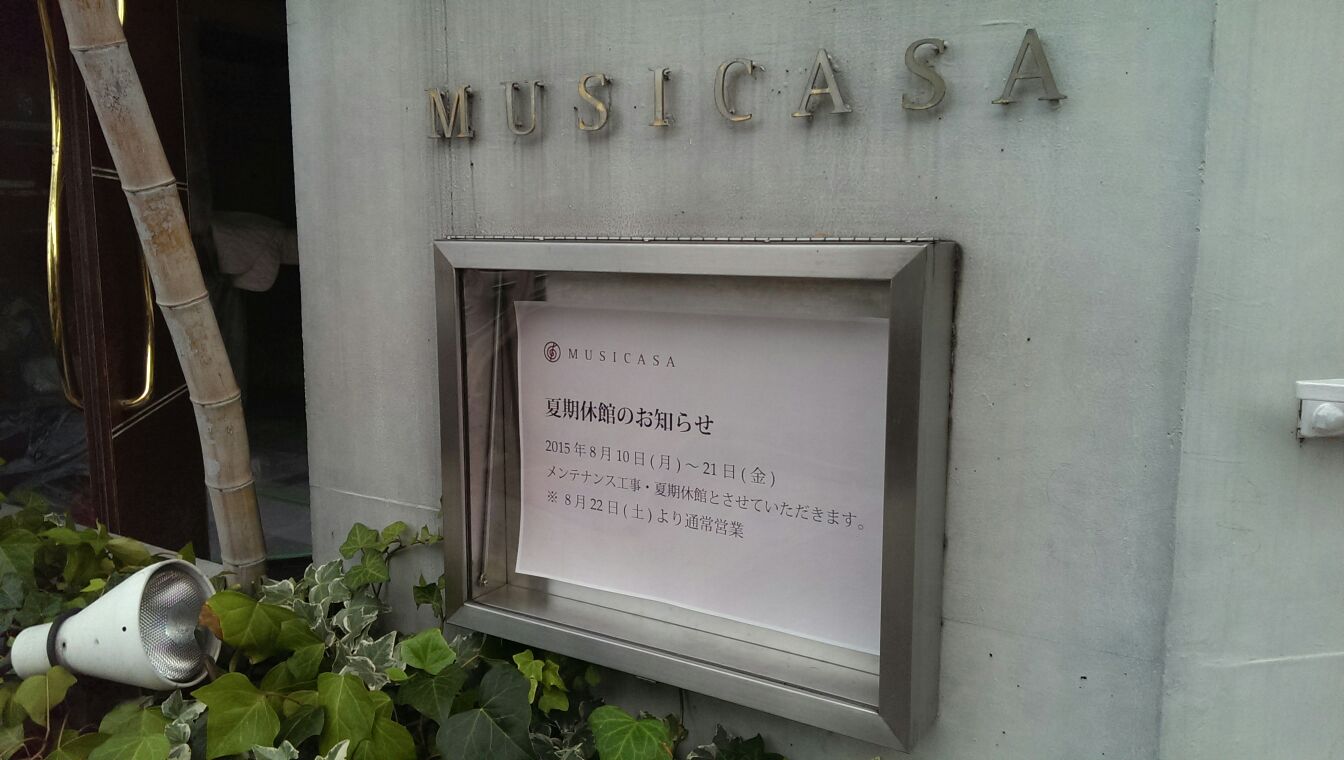 MUSICASA
MUSICASA
夏期休館のお知らせ
2015年8月10日(月)～21日(金)
メンテナンス工事・夏期休館とさせていただきます。
※ 8月22日(土)より通常営業